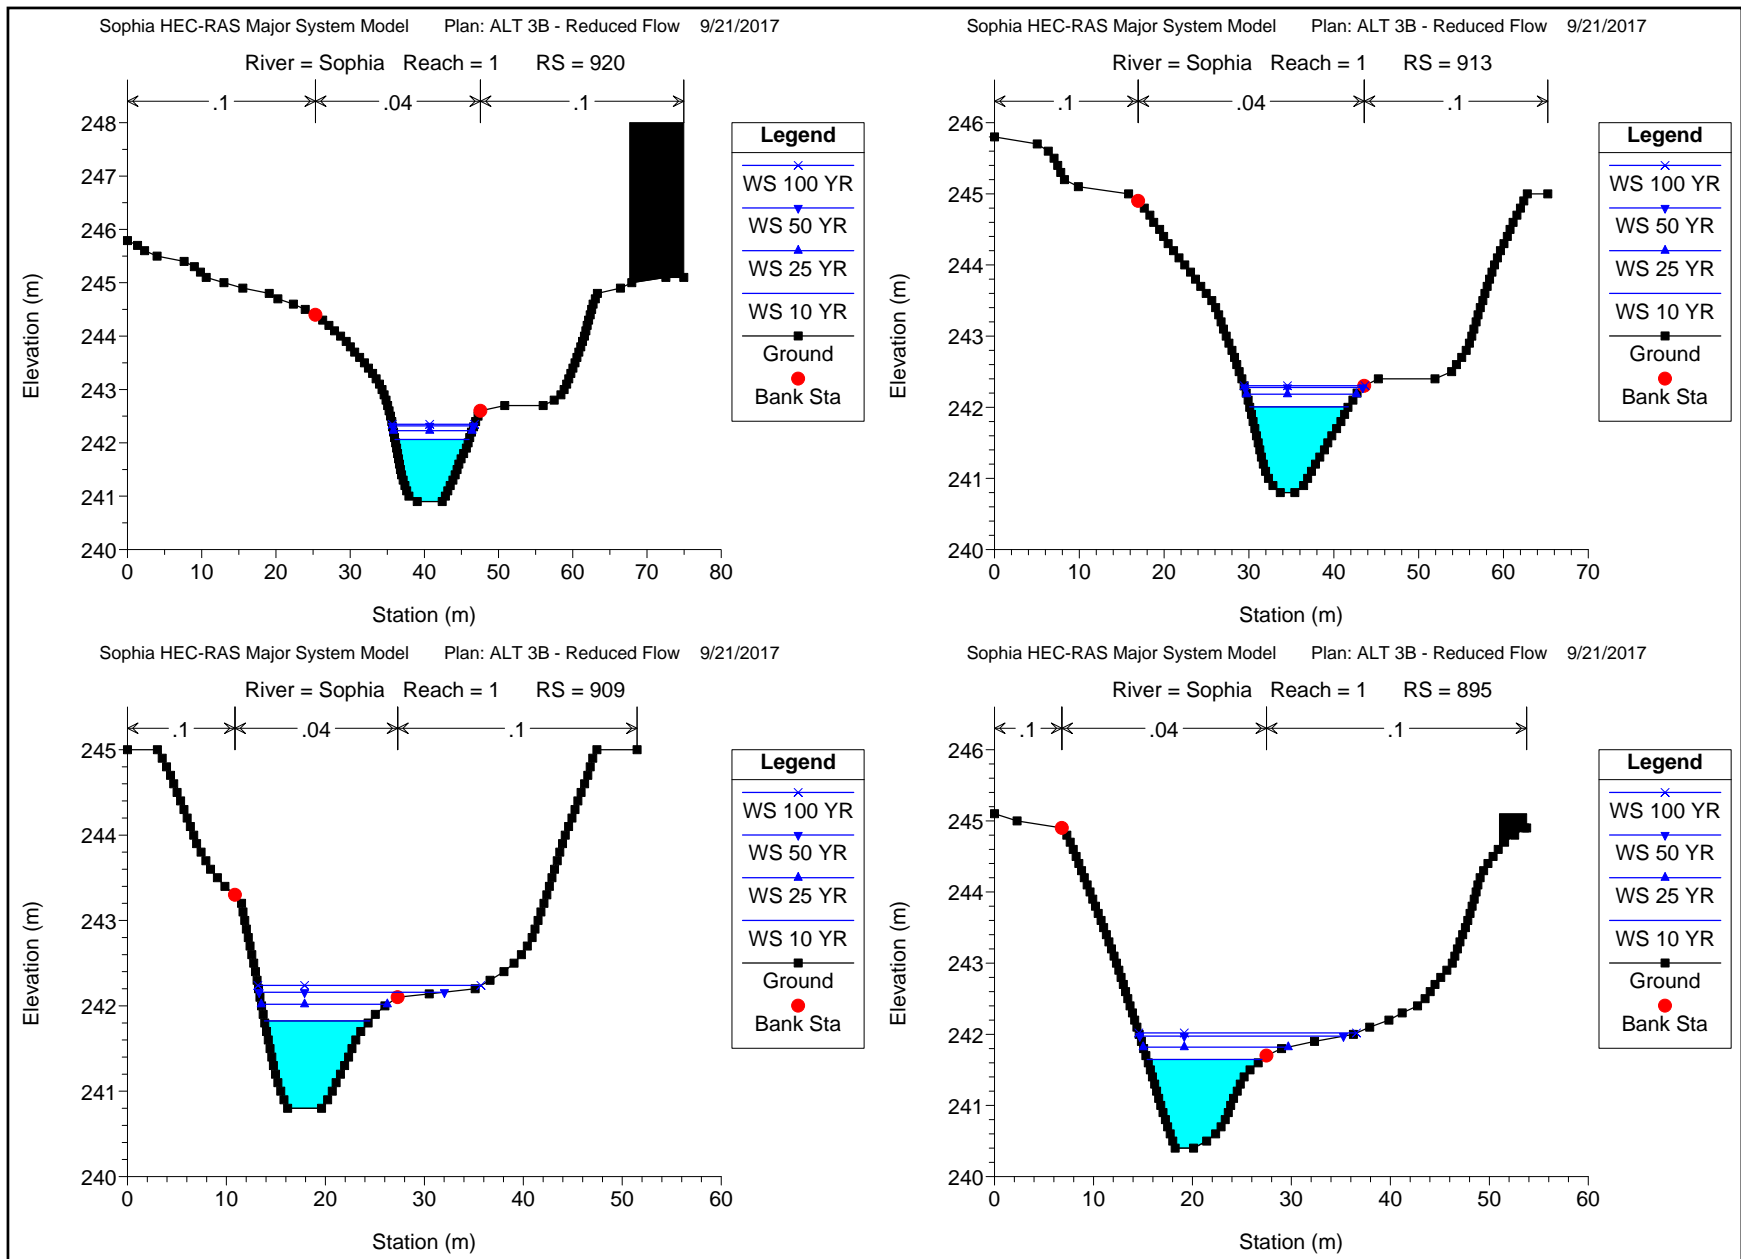 Sophia HEC-RAS Major System Model Plan: ALT 3B - Reduced Flow 9/21/2017
River = Sophia Reach = 1 RS = 920
.1 .04 .1
248
247
246
245
244
243
242
241
240
Elevation (m)
0 10 20 30 40 50 60 70 80
Station (m)
Legend
WS 100 YR
WS 50 YR
WS 25 YR
WS 10 YR
Ground
Bank Sta
Sophia HEC-RAS Major System Model Plan: ALT 3B - Reduced Flow 9/21/2017
River = Sophia Reach = 1 RS = 913
.1 .04 .1
246
245
244
243
242
241
240
Elevation (m)
0 10 20 30 40 50 60 70
Station (m)
Legend
WS 100 YR
WS 50 YR
WS 25 YR
WS 10 YR
Ground
Bank Sta
Sophia HEC-RAS Major System Model Plan: ALT 3B - Reduced Flow 9/21/2017
River = Sophia Reach = 1 RS = 909
.1 .04 .1
245
244
243
242
241
240
Elevation (m)
0 10 20 30 40 50 60
Station (m)
Legend
WS 100 YR
WS 50 YR
WS 25 YR
WS 10 YR
Ground
Bank Sta
Sophia HEC-RAS Major System Model Plan: ALT 3B - Reduced Flow 9/21/2017
River = Sophia Reach = 1 RS = 895
.1 .04 .1
246
245
244
243
242
241
240
Elevation (m)
0 10 20 30 40 50 60
Station (m)
Legend
WS 100 YR
WS 50 YR
WS 25 YR
WS 10 YR
Ground
Bank Sta